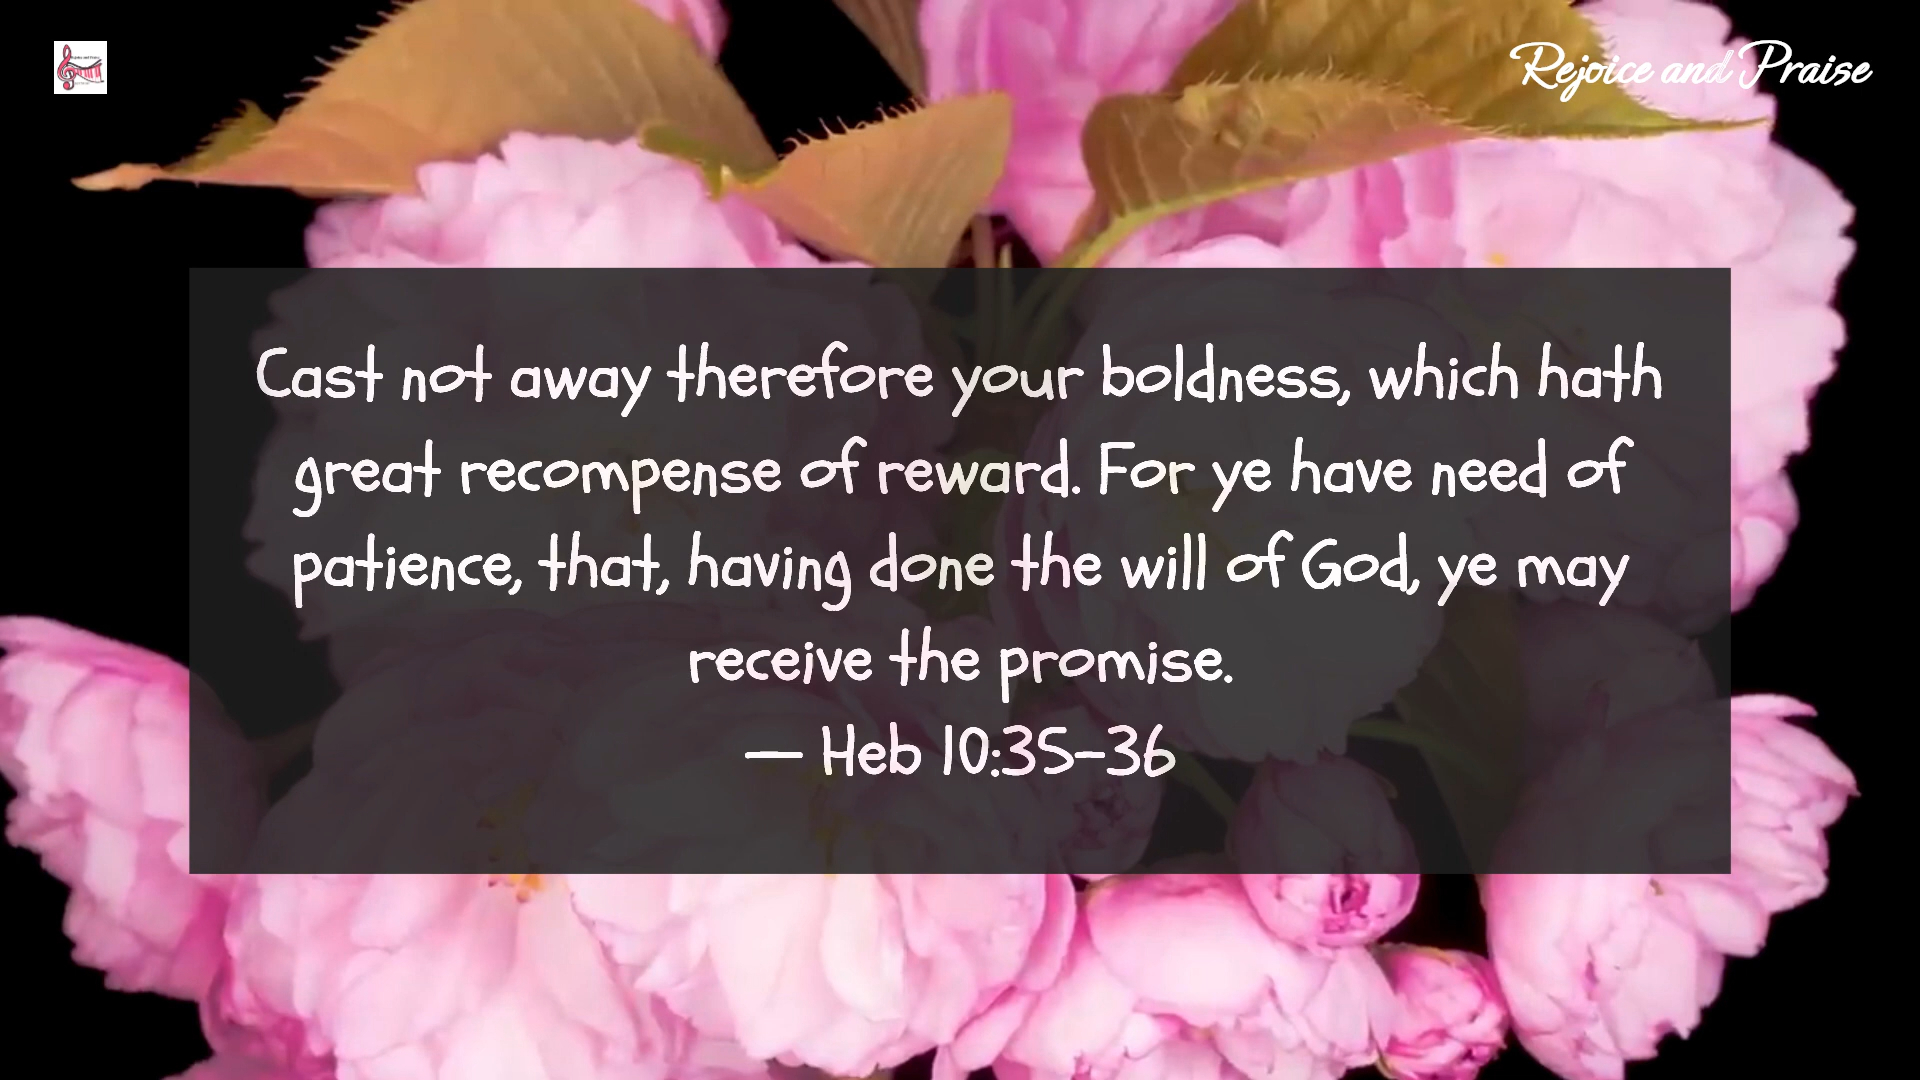 Rejoice and Praise
Cast not away therefore your boldness, which hath
great recompense of reward. For ye have need of
patience, that, having done the will of God, ye may
receive the promise.
— Heb 10:35-36